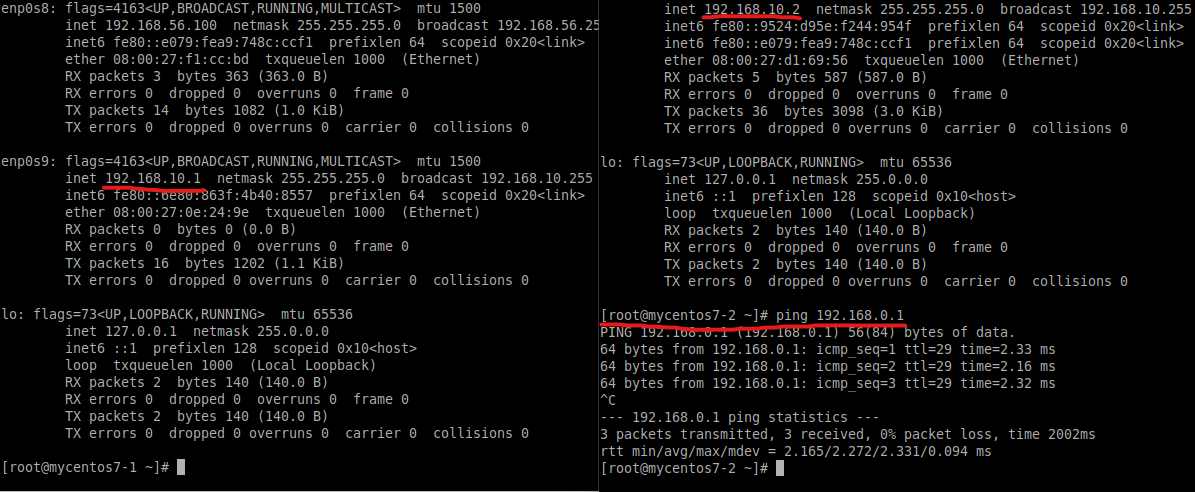 enp0s8: flags=4163<UP,BROADCAST,RUNNING,MULTICAST>  mtu 1500
inet 192.168.56.100  netmask 255.255.255.0  broadcast 192.168.56.25
inet6 fe80::e079:fea9:748c:ccf1  prefixlen 64  scopeid 0x20<link>
ether 08:00:27:f1:cc:bd  txqueuelen 1000  (Ethernet)
RX packets 3  bytes 363 (363.0 B)
RX errors 0  dropped 0  overruns 0  frame 0
TX packets 14  bytes 1082 (1.0 KiB)
TX errors 0  dropped 0 overruns 0  carrier 0  collisions 0
enp0s9: flags=4163<UP,BROADCAST,RUNNING,MULTICAST>  mtu 1500
inet 192.168.10.1  netmask 255.255.255.0  broadcast 192.168.10.255
inet6 fe80::6e80:863f:4b40:8557  prefixlen 64  scopeid 0x20<link>
ether 08:00:27:0e:24:9e  txqueuelen 1000  (Ethernet)
RX packets 0  bytes 0 (0.0 B)
RX errors 0  dropped 0  overruns 0  frame 0
TX packets 16  bytes 1202 (1.1 KiB)
TX errors 0  dropped 0 overruns 0  carrier 0  collisions 0
lo: flags=73<UP,LOOPBACK,RUNNING>  mtu 65536
inet 127.0.0.1  netmask 255.0.0.0
inet6 ::1  prefixlen 128  scopeid 0x10<host>
loop  txqueuelen 1000  (Local Loopback)
RX packets 2  bytes 140 (140.0 B)
RX errors 0  dropped 0  overruns 0  frame 0
TX packets 2  bytes 140 (140.0 B)
TX errors 0  dropped 0 overruns 0  carrier 0  collisions 0
[root@mycentos7-1 ~]#
inet 192.168.10.2  netmask 255.255.255.0  broadcast 192.168.10.255
inet6 fe80::9524:d95e:f244:954f  prefixlen 64  scopeid 0x20<link>
inet6 fe80::e079:fea9:748c:ccf1  prefixlen 64  scopeid 0x20<link>
ether 08:00:27:d1:69:56  txqueuelen 1000  (Ethernet)
RX packets 5  bytes 587 (587.0 B)
RX errors 0  dropped 0  overruns 0  frame 0
TX packets 36  bytes 3098 (3.0 KiB)
TX errors 0  dropped 0 overruns 0  carrier 0  collisions 0
lo: flags=73<UP,LOOPBACK,RUNNING>  mtu 65536
inet 127.0.0.1  netmask 255.0.0.0
inet6 ::1  prefixlen 128  scopeid 0x10<host>
loop  txqueuelen 1000  (Local Loopback)
RX packets 2  bytes 140 (140.0 B)
RX errors 0  dropped 0  overruns 0  frame 0
TX packets 2  bytes 140 (140.0 B)
TX errors 0  dropped 0 overruns 0  carrier 0  collisions 0
[root@mycentos7-2 ~]# ping 192.168.0.1
PING 192.168.0.1 (192.168.0.1) 56(84) bytes of data.
64 bytes from 192.168.0.1: icmp_seq=1 ttl=29 time=2.33 ms
64 bytes from 192.168.0.1: icmp_seq=2 ttl=29 time=2.16 ms
64 bytes from 192.168.0.1: icmp_seq=3 ttl=29 time=2.32 ms
^C
--- 192.168.0.1 ping statistics ---
3 packets transmitted, 3 received, 0% packet loss, time 2002ms
rtt min/avg/max/mdev = 2.165/2.272/2.331/0.094 ms
[root@mycentos7-2 ~]#